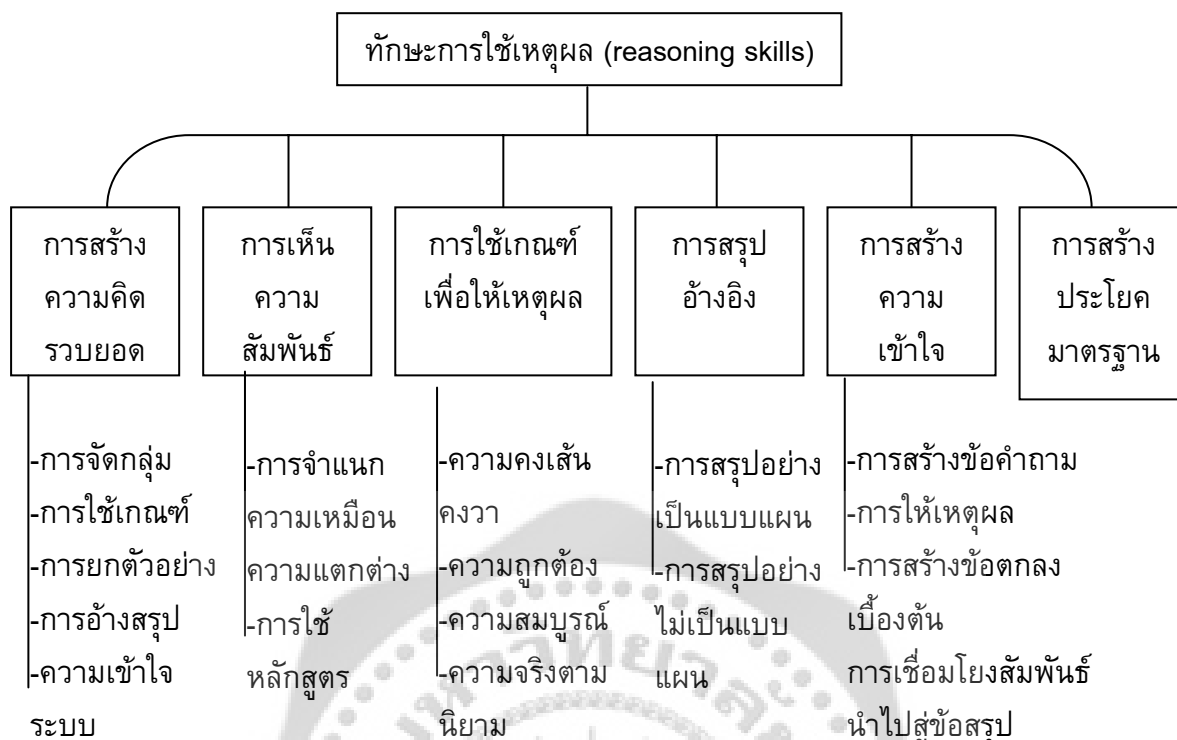 ทักษะการใช้เหตุผล (reasoning skills)
การสร้าง
ความคิด
รวบยอด
การเห็น
ความ
สัมพันธ์
การใช้เกณฑ์
เพื่อให้เหตุผล
การสรุป
อ้างอิง
การสร้าง
ความ
เข้าใจ
การสร้าง
ประโยค
มาตรฐาน
-การจัดกลุ่ม
-การใช้เกณฑ์
-การยกตัวอย่าง
-การอ้างสรุป
-ความเข้าใจ
ระบบ
-การจำแนก
ความเหมือน
ความแตกต่าง
-การใช้
หลักสูตร
-ความคงเส้น
คงวา
-ความถูกต้อง
-ความสมบูรณ์
-ความจริงตาม
นิยาม
-การสรุปอย่าง
เป็นแบบแผน
-การสรุปอย่าง
ไม่เป็นแบบ
แผน
-การสร้างข้อคำถาม
-การให้เหตุผล
-การสร้างข้อตกลง
เบื้องต้น
การเชื่อมโยงสัมพันธ์
นำไปสู่ข้อสรุป